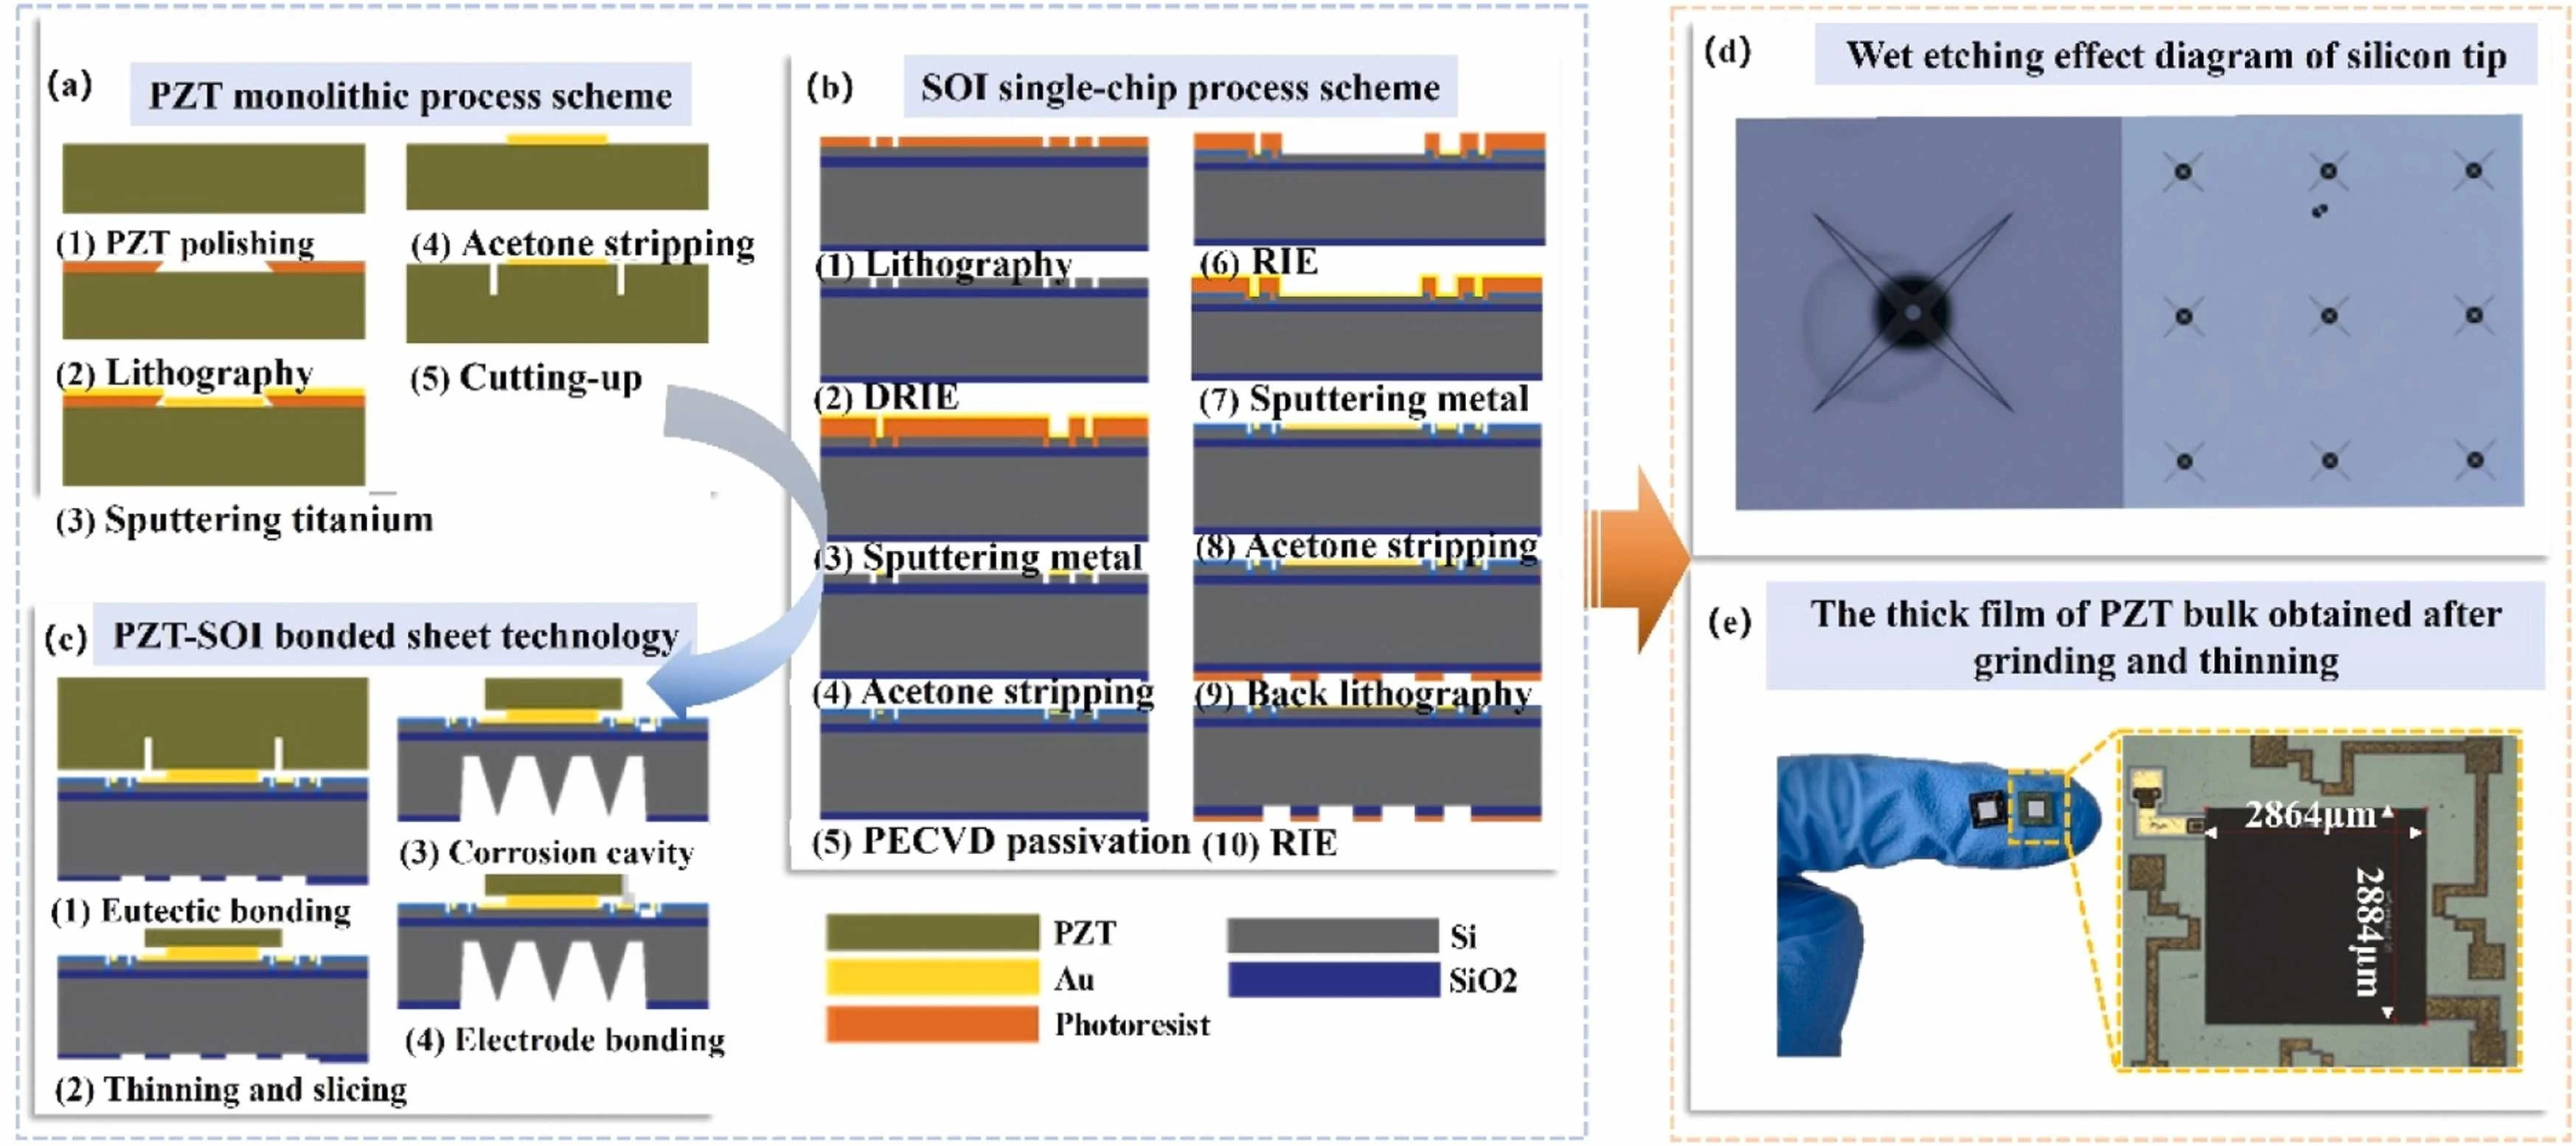 (a) PZT monolithic process scheme
(1) PZT polishing
(2) Lithography
(3) Sputtering titanium
(4) Acetone stripping
(5) Cutting-up
(b) SOI single-chip process scheme
(1) Lithography
(2) DRIE
(3) Sputtering metal
(4) Acetone stripping
(5) PECVD passivation
(6) RIE
(7) Sputtering metal
(8) Acetone stripping
(9) Back lithography
(10) RIE
(c) PZT-SOI bonded sheet technology
(1) Eutectic bonding
(2) Thinning and slicing
(3) Corrosion cavity
(4) Electrode bonding
PZT
Au
Photoresist
Si
SiO2
(d) Wet etching effect diagram of silicon tip
(e) The thick film of PZT bulk obtained after
grinding and thinning
2864μm
2884μm